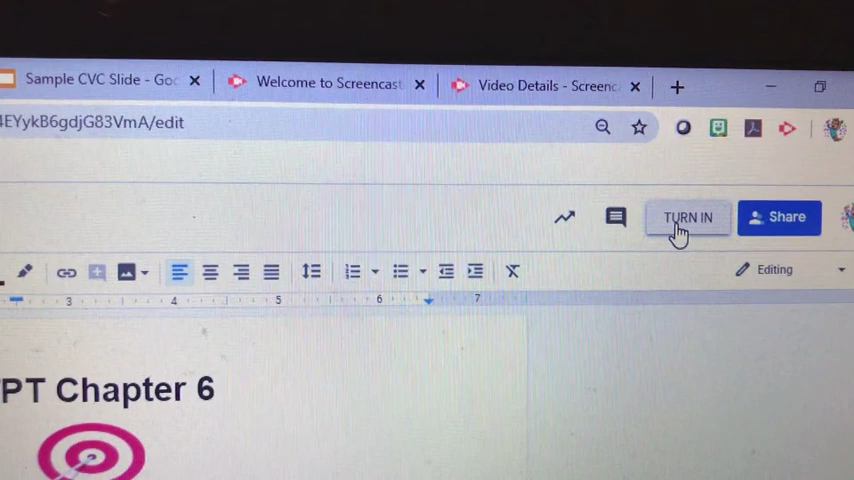 Sample CVC Slide - Goo
Welcome to Screencast
Video Details - Screenc
4EYykB6gdjG83VmA/edit
TURN IN
Share
Editing
3 4 5 6 7
PT Chapter 6